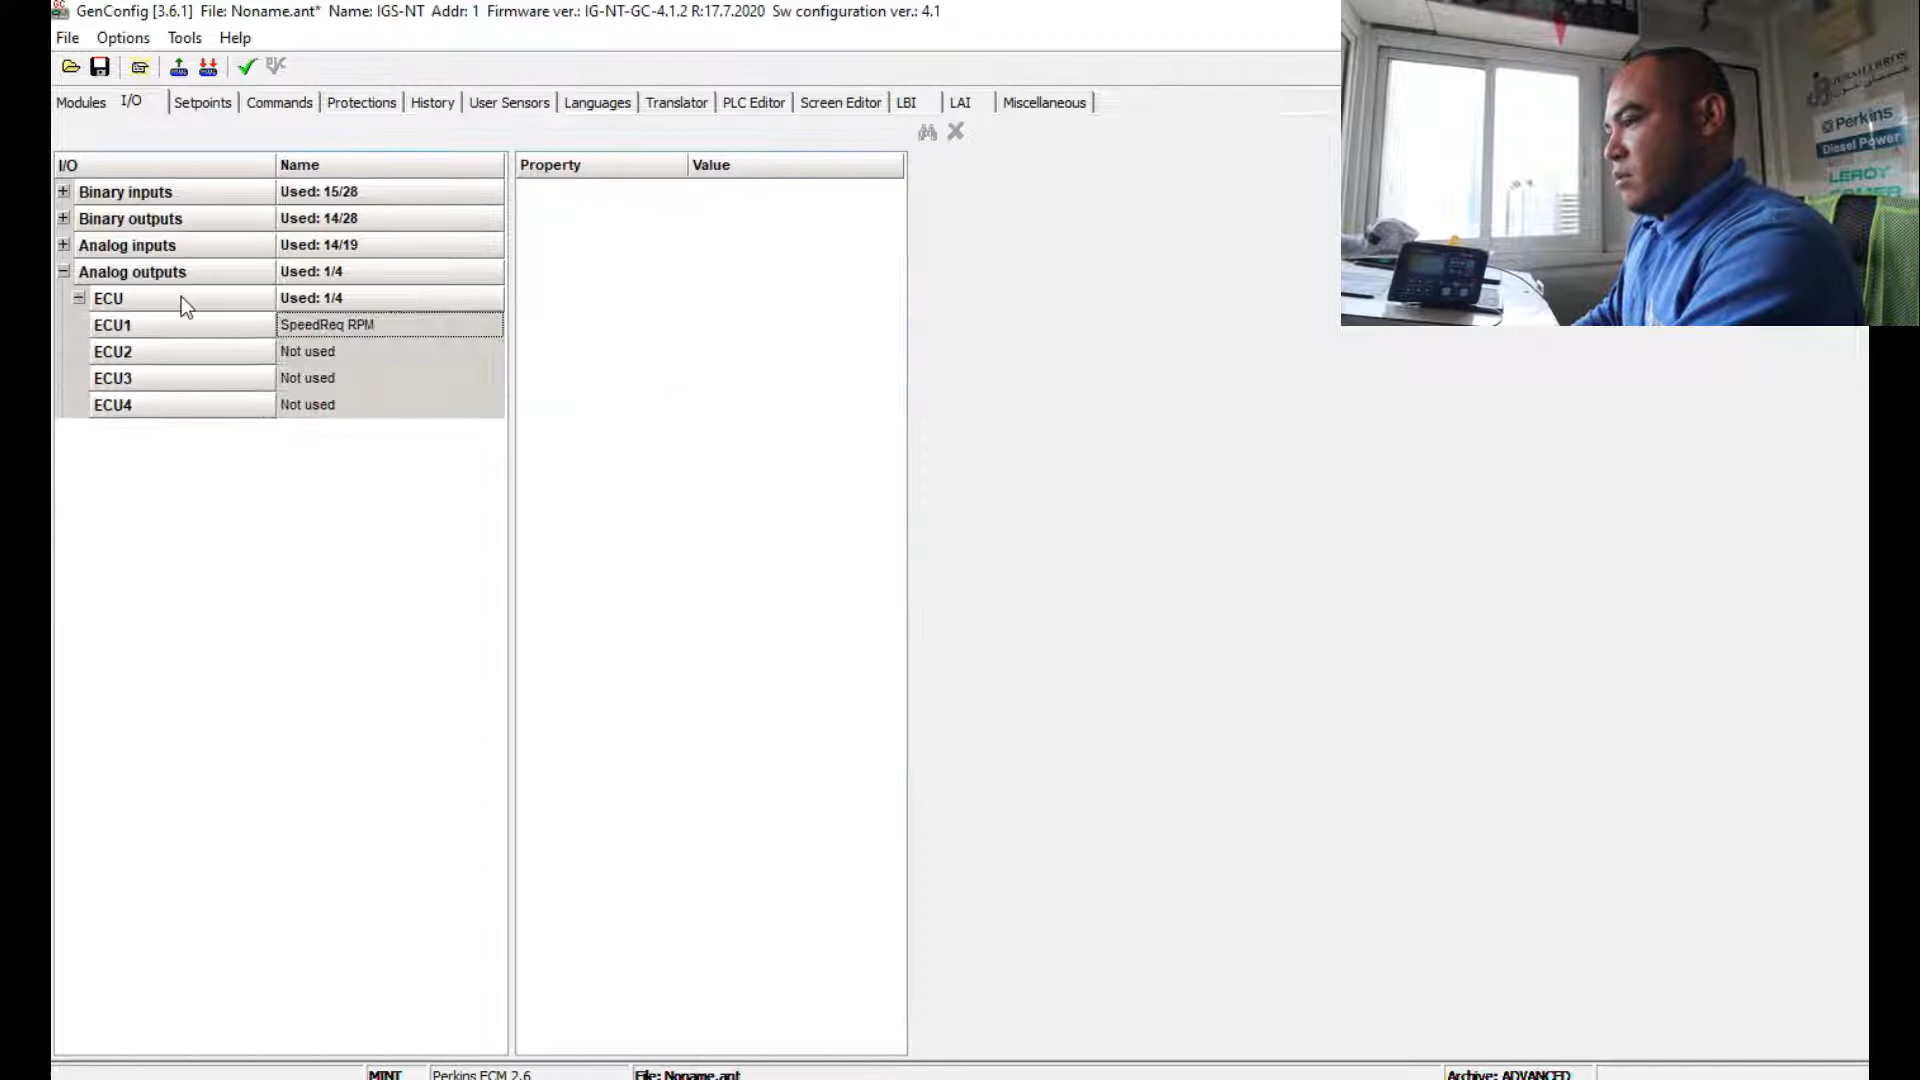 GenConfig [3.6.1] File: Noname.ant* Name: IGS-NT Addr: 1 Firmware ver.: IG-NT-GC-4.1.2 R:17.7.2020 Sw configuration ver.: 4.1
File Options Tools Help
Modules I/O Setpoints Commands Protections History User Sensors Languages Translator PLC Editor Screen Editor LBI LAI Miscellaneous
I/O Name Property Value
Binary inputs Used: 15/28
Binary outputs Used: 14/28
Analog inputs Used: 14/19
Analog outputs Used: 1/4
ECU Used: 1/4
ECU1 SpeedReq RPM
ECU2 Not used
ECU3 Not used
ECU4 Not used
MINT Perkins ECM 2.6 File: Noname.ant Archive: ADVANCED
Perkins
Diesel Power
LEROY